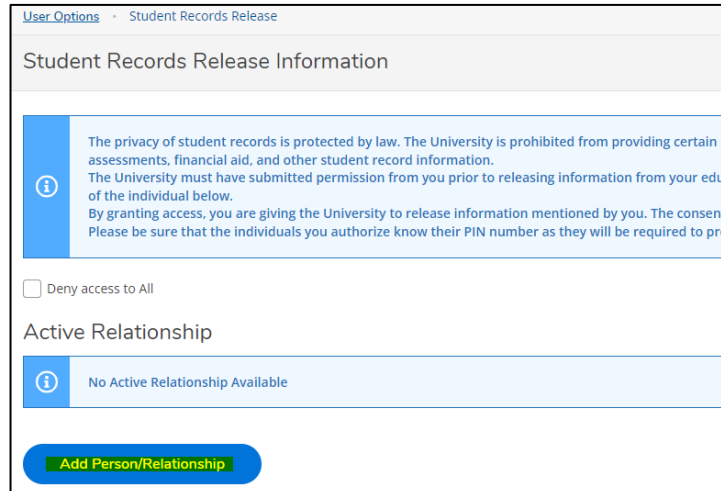 User Options · Student Records Release
Student Records Release Information
The privacy of student records is protected by law. The University is prohibited from providing certain
assessments, financial aid, and other student record information.
The University must have submitted permission from you prior to releasing information from your edu
of the individual below.
By granting access, you are giving the University to release information mentioned by you. The consen
Please be sure that the individuals you authorize know their PIN number as they will be required to pr
Deny access to All
Active Relationship
No Active Relationship Available
Add Person/Relationship